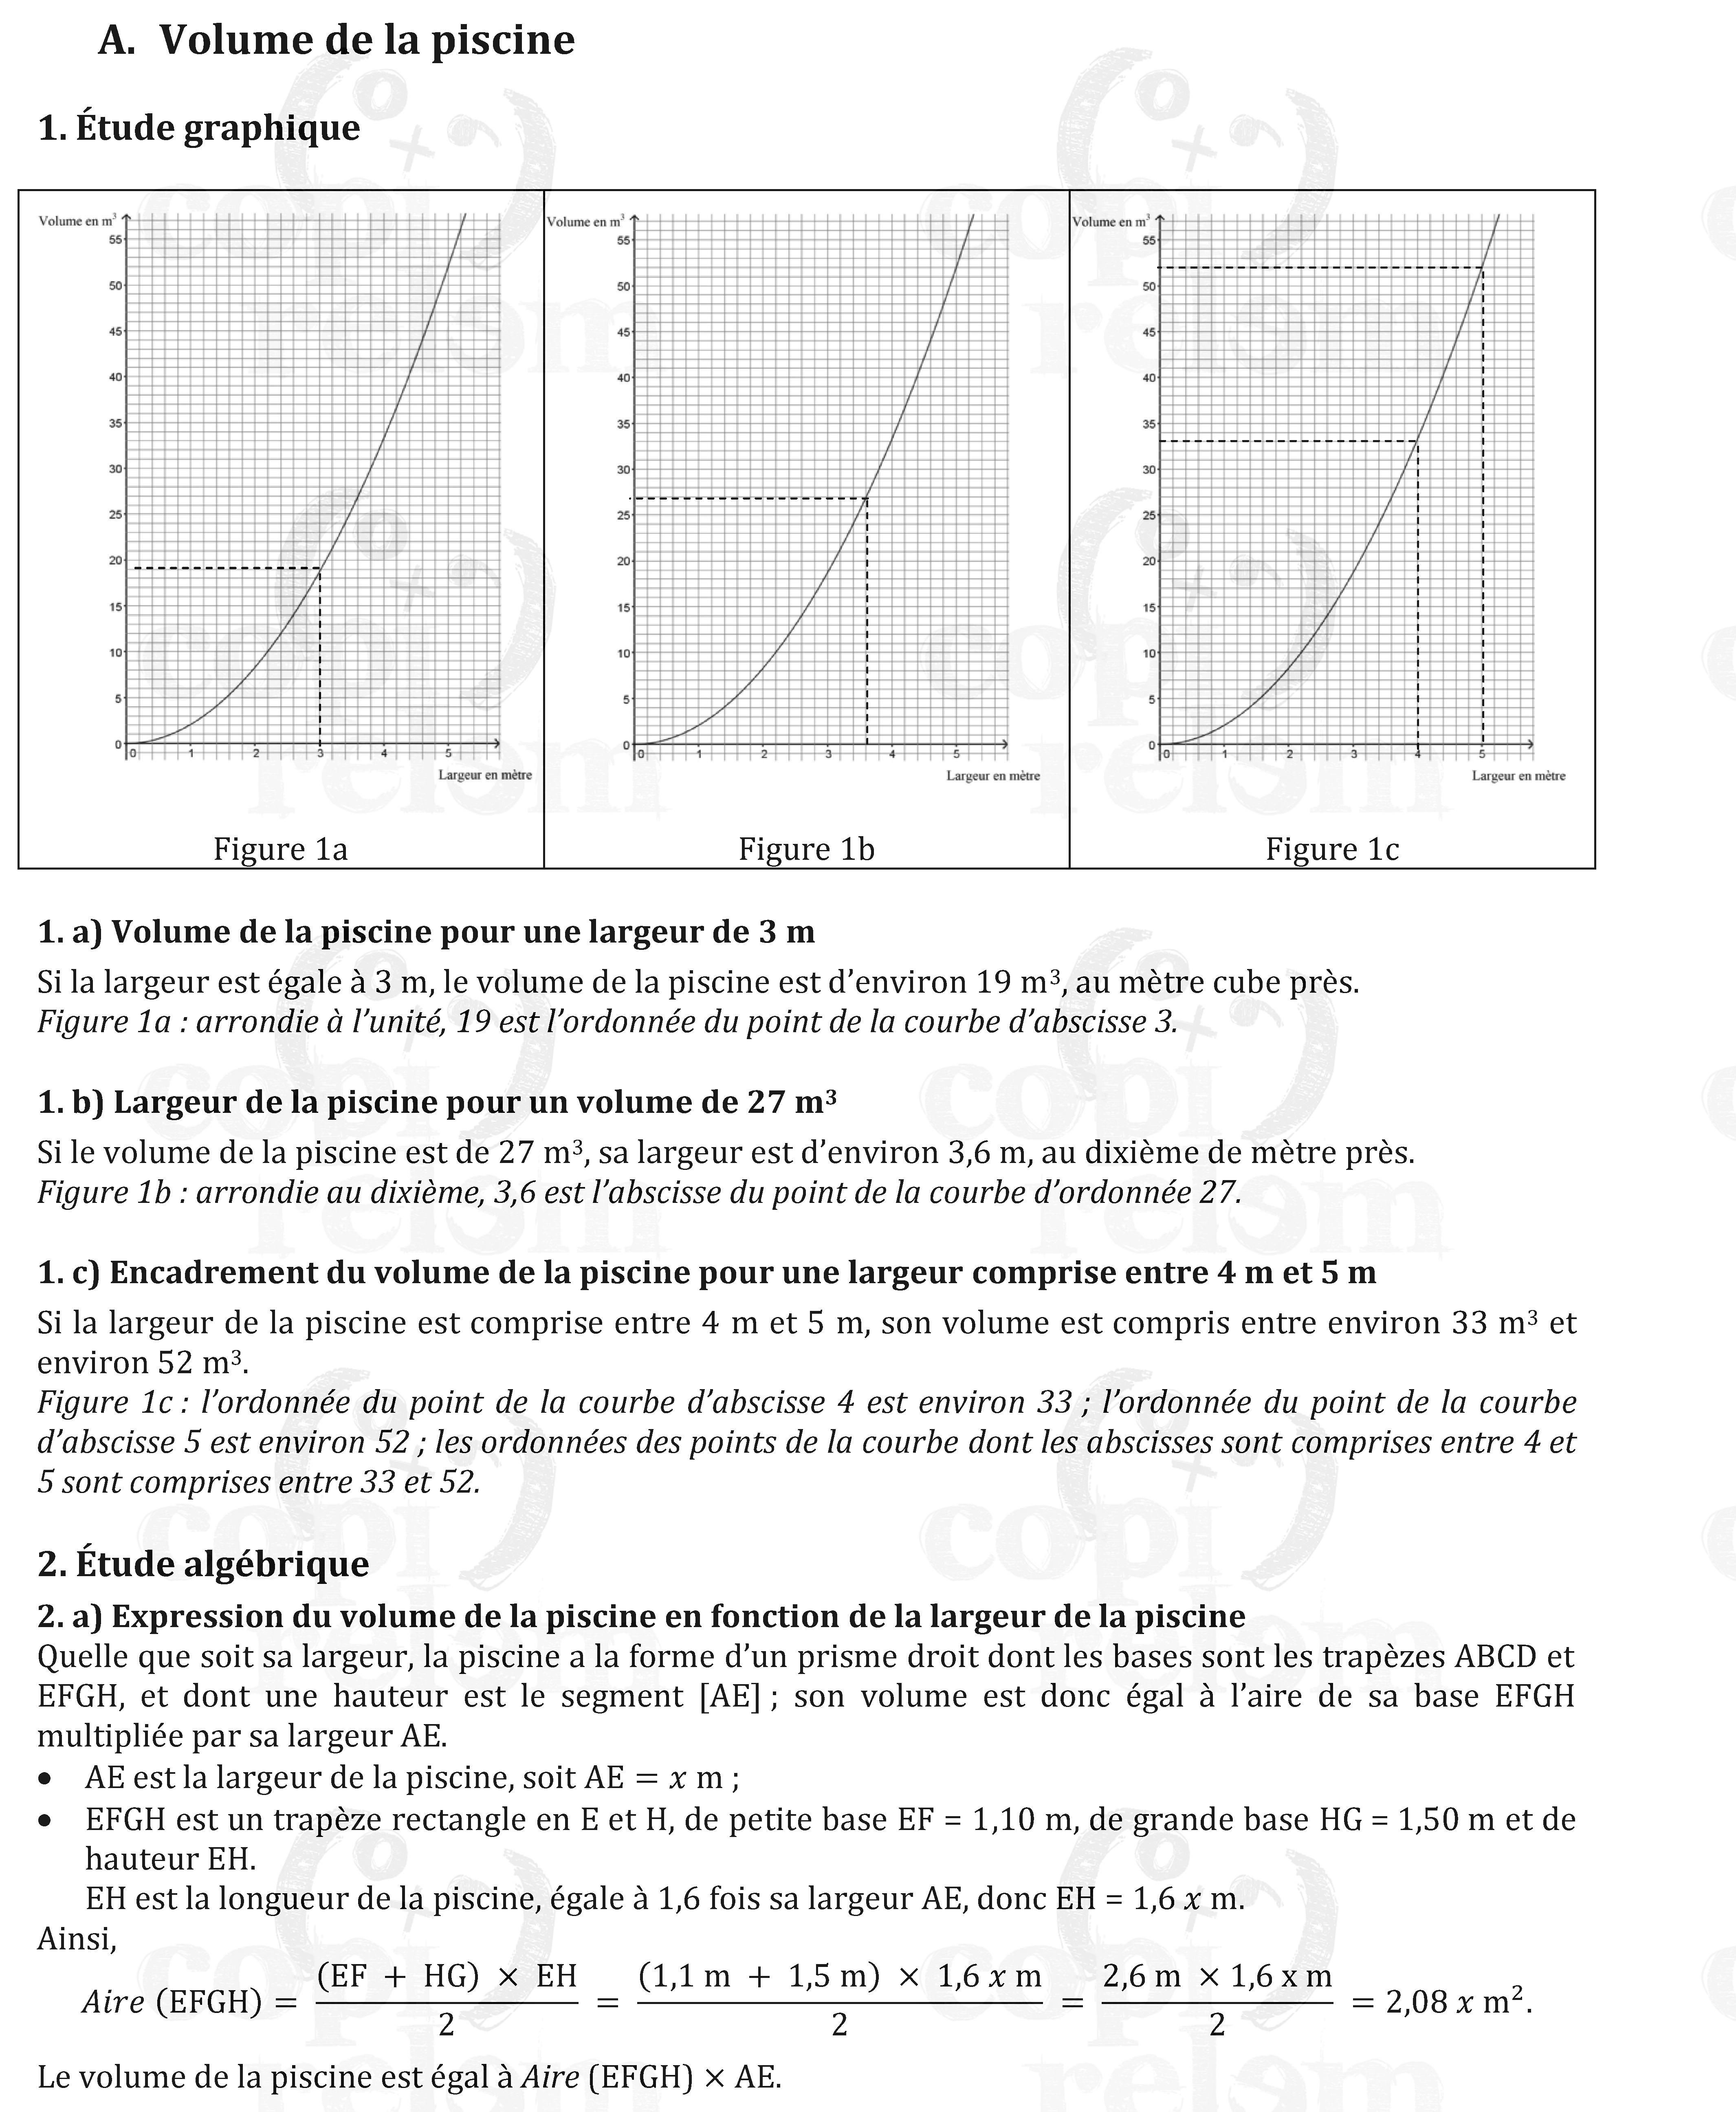 A. Volume de la piscine
1. Étude graphique
Volume en m³
55
50
45
40
35
30
25
20
15
10
5
0
0 1 2 3 4 5
Largeur en mètre
Figure 1a
Volume en m³
55
50
45
40
35
30
25
20
15
10
5
0
0 1 2 3 4 5
Largeur en mètre
Figure 1b
Volume en m³
55
50
45
40
35
30
25
20
15
10
5
0
0 1 2 3 4 5
Largeur en mètre
Figure 1c
1. a) Volume de la piscine pour une largeur de 3 m
Si la largeur est égale à 3 m, le volume de la piscine est d’environ 19 m³, au mètre cube près.
Figure 1a : arrondie à l’unité, 19 est l’ordonnée du point de la courbe d’abscisse 3.
1. b) Largeur de la piscine pour un volume de 27 m³
Si le volume de la piscine est de 27 m³, sa largeur est d’environ 3,6 m, au dixième de mètre près.
Figure 1b : arrondie au dixième, 3,6 est l’abscisse du point de la courbe d’ordonnée 27.
1. c) Encadrement du volume de la piscine pour une largeur comprise entre 4 m et 5 m
Si la largeur de la piscine est comprise entre 4 m et 5 m, son volume est compris entre environ 33 m³ et
environ 52 m³.
Figure 1c : l’ordonnée du point de la courbe d’abscisse 4 est environ 33 ; l’ordonnée du point de la courbe
d’abscisse 5 est environ 52 ; les ordonnées des points de la courbe dont les abscisses sont comprises entre 4 et
5 sont comprises entre 33 et 52.
2. Étude algébrique
2. a) Expression du volume de la piscine en fonction de la largeur de la piscine
Quelle que soit sa largeur, la piscine a la forme d’un prisme droit dont les bases sont les trapèzes ABCD et
EFGH, et dont une hauteur est le segment [AE] ; son volume est donc égal à l’aire de sa base EFGH
multipliée par sa largeur AE.
• AE est la largeur de la piscine, soit AE = x m ;
• EFGH est un trapèze rectangle en E et H, de petite base EF = 1,10 m, de grande base HG = 1,50 m et de
hauteur EH.
EH est la longueur de la piscine, égale à 1,6 fois sa largeur AE, donc EH = 1,6 x m.
Ainsi,
Aire (EFGH) = (EF + HG) × EH / 2 = (1,1 m + 1,5 m) × 1,6 x m / 2 = 2,6 m × 1,6 x m / 2 = 2,08 x m².
Le volume de la piscine est égal à Aire (EFGH) × AE.